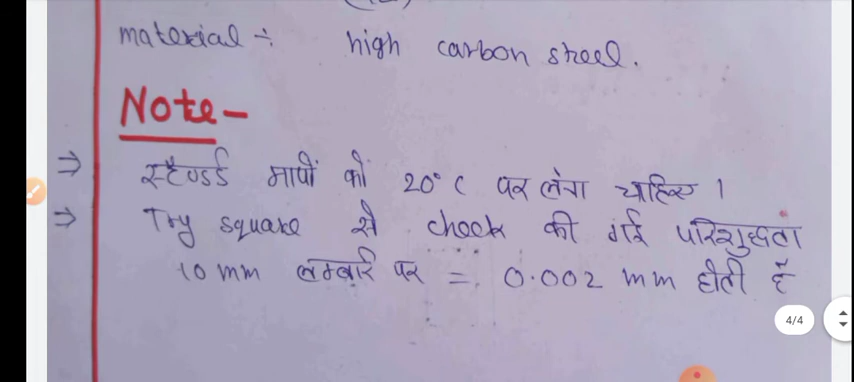 material ÷ high carbon steel.
Note-
⇒ स्टैण्डर्ड मापों को 20°C पर लेना चाहिए ।
⇒ Try square से check की गई परिशुद्धता
10 mm लम्बाई पर = 0.002 mm होती हैं
4/4